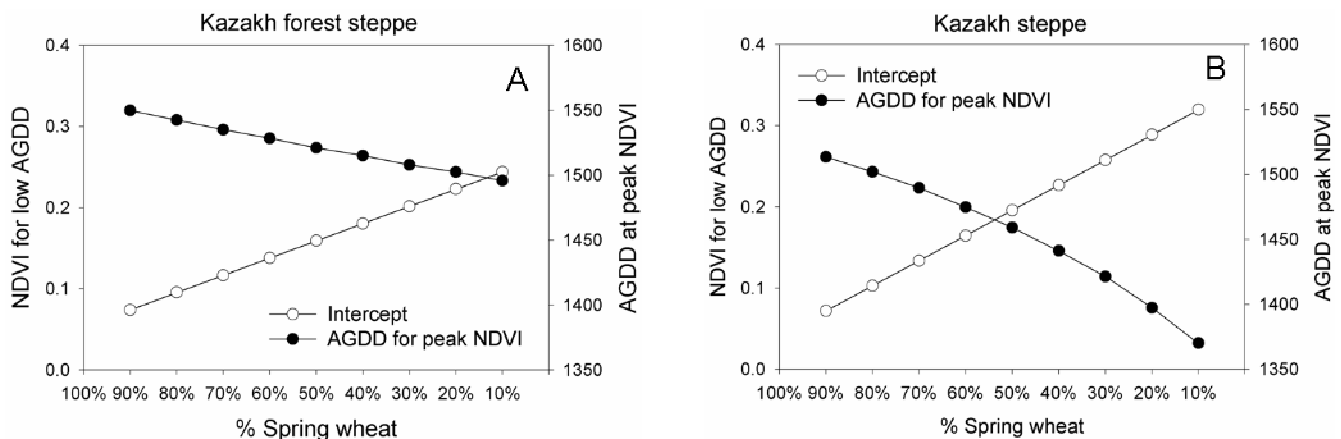 Kazakh forest steppe
A
NDVI for low AGDD
0.4
0.3
0.2
0.1
0.0
1600
1550
1500
1450
1400
1350
AGDD at peak NDVI
Intercept
AGDD for peak NDVI
100% 90% 80% 70% 60% 50% 40% 30% 20% 10%
% Spring wheat
Kazakh steppe
B
NDVI for low AGDD
0.4
0.3
0.2
0.1
0.0
1600
1550
1500
1450
1400
1350
AGDD at peak NDVI
Intercept
AGDD for peak NDVI
100% 90% 80% 70% 60% 50% 40% 30% 20% 10%
% Spring wheat